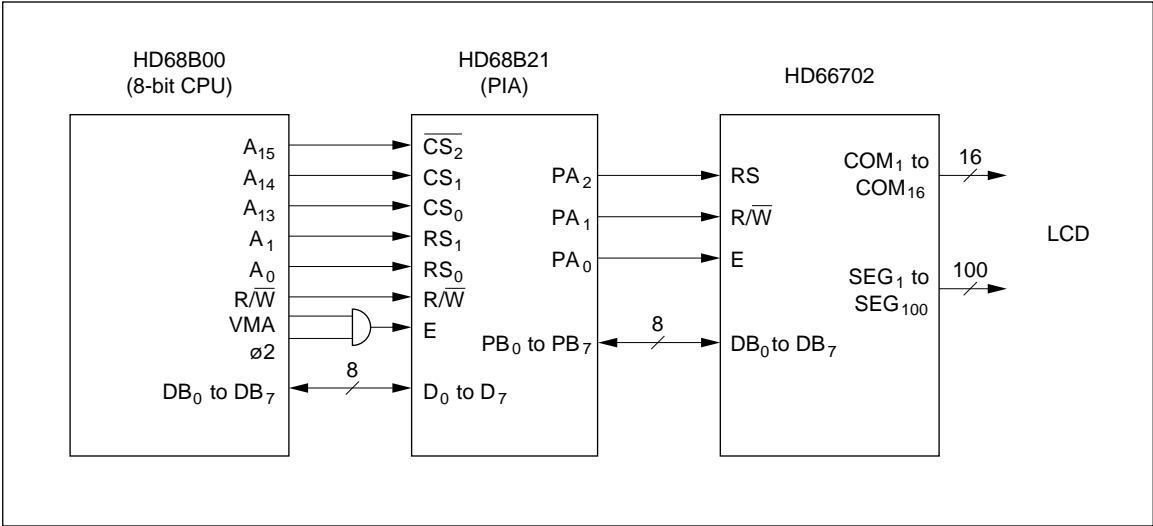 HD68B00
(8-bit CPU)
HD68B21
(PIA)
HD66702
A15
A14
A13
A1
A0
R/W̅
VMA
ø2
DB0 to DB7
8
C̅S̅2̅
CS1
CS0
RS1
RS0
R/W̅
E
D0 to D7
PA2
PA1
PA0
PB0 to PB7
8
RS
R/W̅
E
DB0 to DB7
COM1 to
COM16
SEG1 to
SEG100
16
100
LCD